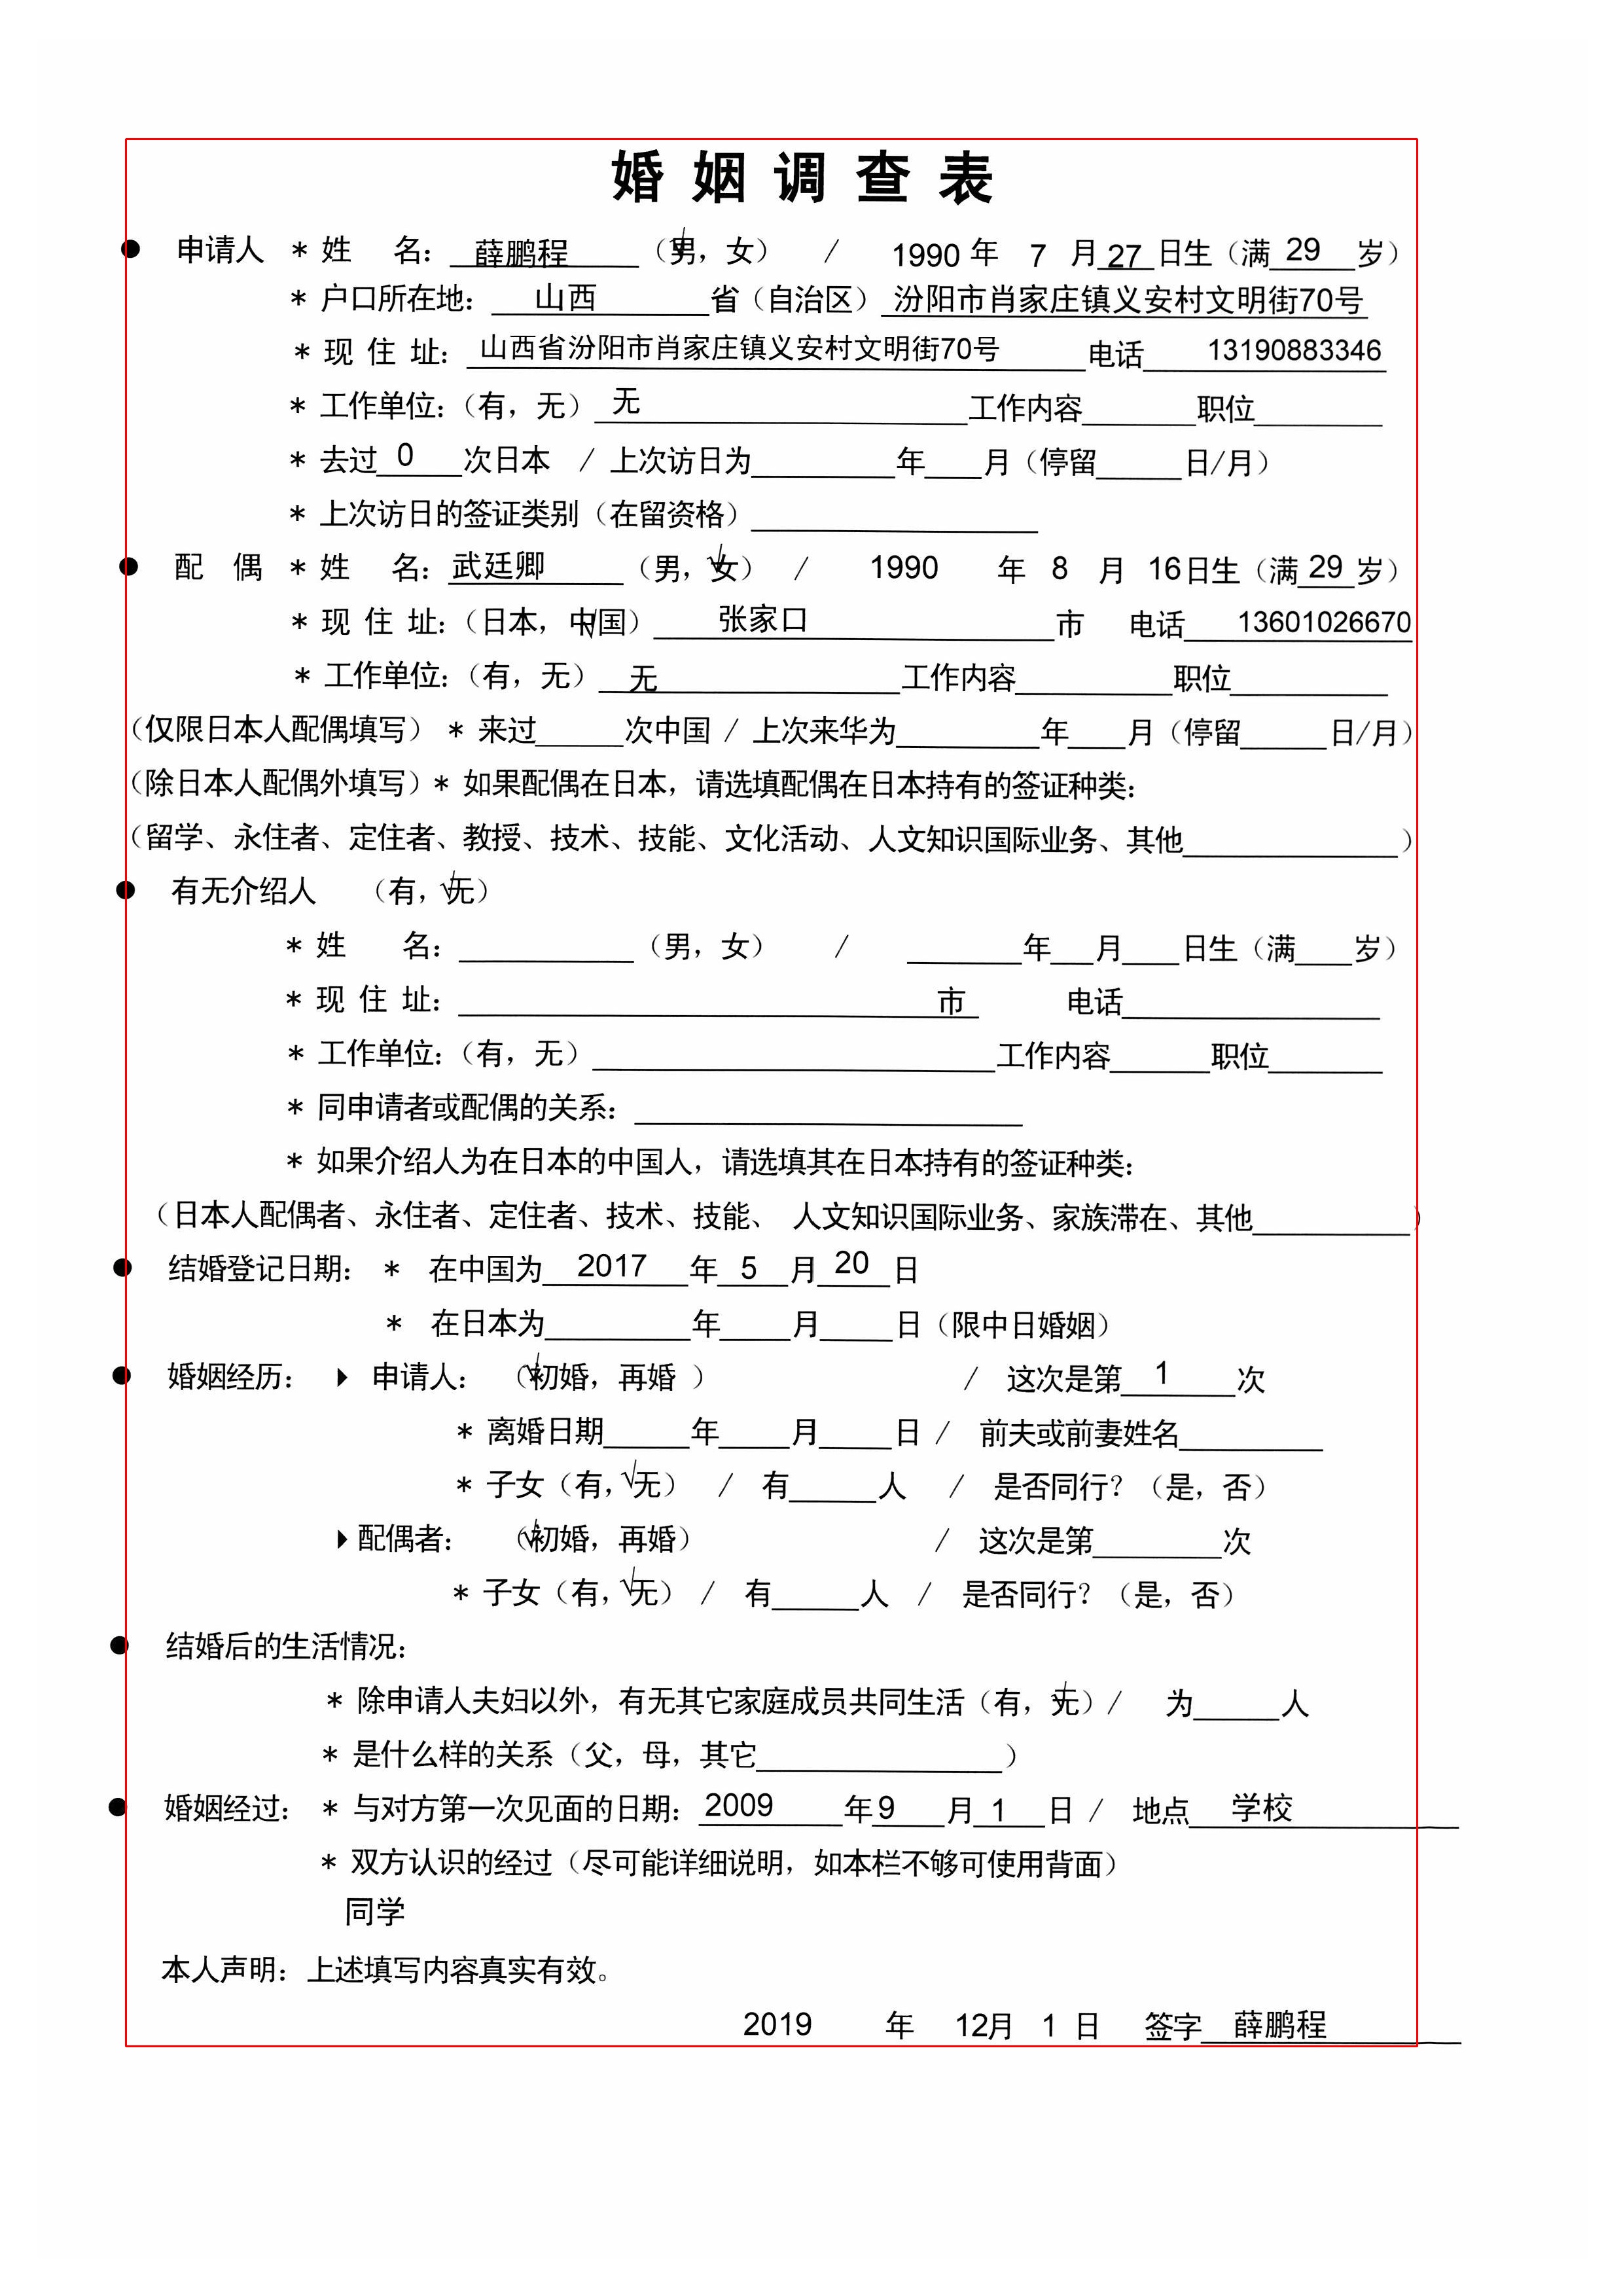 婚 姻 调 查 表
● 申请人 * 姓 名： 薛鹏程 （√男，女） / 1990 年 7 月 27 日生（满 29 岁）
* 户口所在地： 山西 省（自治区） 汾阳市肖家庄镇义安村文明街70号
* 现 住 址： 山西省汾阳市肖家庄镇义安村文明街70号 电话 13190883346
* 工作单位：（有，无） 无 工作内容______职位______
* 去过 0 次日本 / 上次访日为______年____月（停留____日/月）
* 上次访日的签证类别（在留资格）______
● 配 偶 * 姓 名： 武廷卿 （男，√女） / 1990 年 8 月 16日生（满 29 岁）
* 现 住 址：（日本，中√国） 张家口 市 电话 13601026670
* 工作单位：（有，无） 无 工作内容______职位______
（仅限日本人配偶填写） * 来过____次中国 / 上次来华为______年____月（停留____日/月）
（除日本人配偶外填写）* 如果配偶在日本，请选填配偶在日本持有的签证种类：
（留学、永住者、定住者、教授、技术、技能、文化活动、人文知识国际业务、其他______）
● 有无介绍人 （有，√无）
* 姓 名：______（男，女） / ______年____月____日生（满____岁）
* 现 住 址：______市 电话______
* 工作单位：（有，无）______工作内容____职位____
* 同申请者或配偶的关系：______
* 如果介绍人为在日本的中国人，请选填其在日本持有的签证种类：
（日本人配偶者、永住者、定住者、技术、技能、 人文知识国际业务、家族滞在、其他______）
● 结婚登记日期： * 在中国为 2017 年 5 月 20 日
* 在日本为______年____月____日（限中日婚姻）
● 婚姻经历： ▶ 申请人： （√初婚，再婚 ） / 这次是第 1 次
* 离婚日期____年____月____日 / 前夫或前妻姓名______
* 子女（有，√无） / 有____人 / 是否同行？（是，否）
▶配偶者： （√初婚，再婚） / 这次是第______次
* 子女（有，√无） / 有____人 / 是否同行？（是，否）
● 结婚后的生活情况：
* 除申请人夫妇以外，有无其它家庭成员共同生活（有，√无）/ 为____人
* 是什么样的关系（父，母，其它______）
● 婚姻经过： * 与对方第一次见面的日期： 2009 年 9 月 1 日 / 地点 学校
* 双方认识的经过（尽可能详细说明，如本栏不够可使用背面）
同学
本人声明：上述填写内容真实有效。
2019 年 12月 1 日 签字 薛鹏程